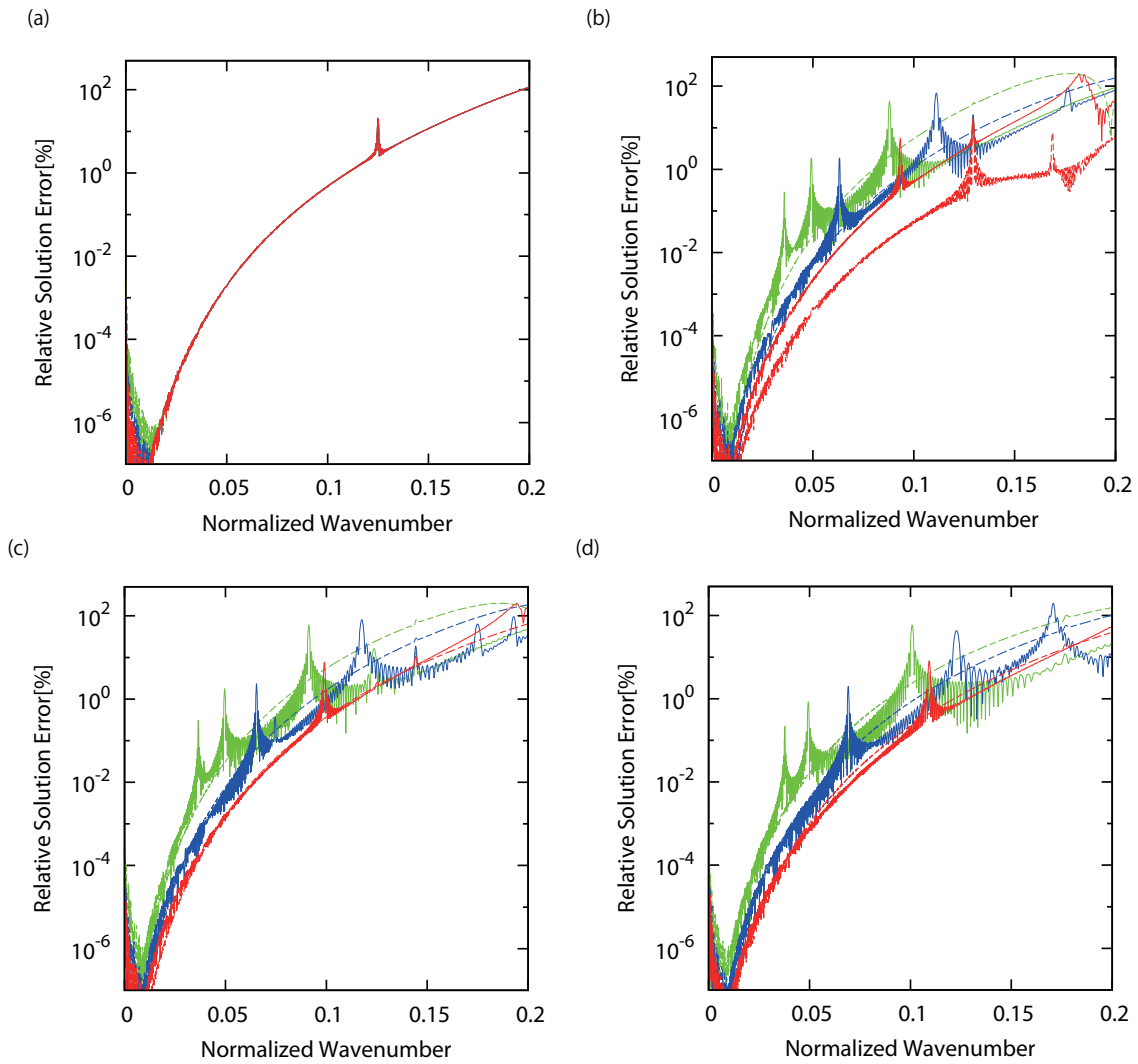 (a)
(b)
Relative Solution Error[%]
10^2
10^0
10^-2
10^-4
10^-6
0 0.05 0.1 0.15 0.2
Normalized Wavenumber
Relative Solution Error[%]
10^2
10^0
10^-2
10^-4
10^-6
0 0.05 0.1 0.15 0.2
Normalized Wavenumber
(c)
(d)
Relative Solution Error[%]
10^2
10^0
10^-2
10^-4
10^-6
0 0.05 0.1 0.15 0.2
Normalized Wavenumber
Relative Solution Error[%]
10^2
10^0
10^-2
10^-4
10^-6
0 0.05 0.1 0.15 0.2
Normalized Wavenumber